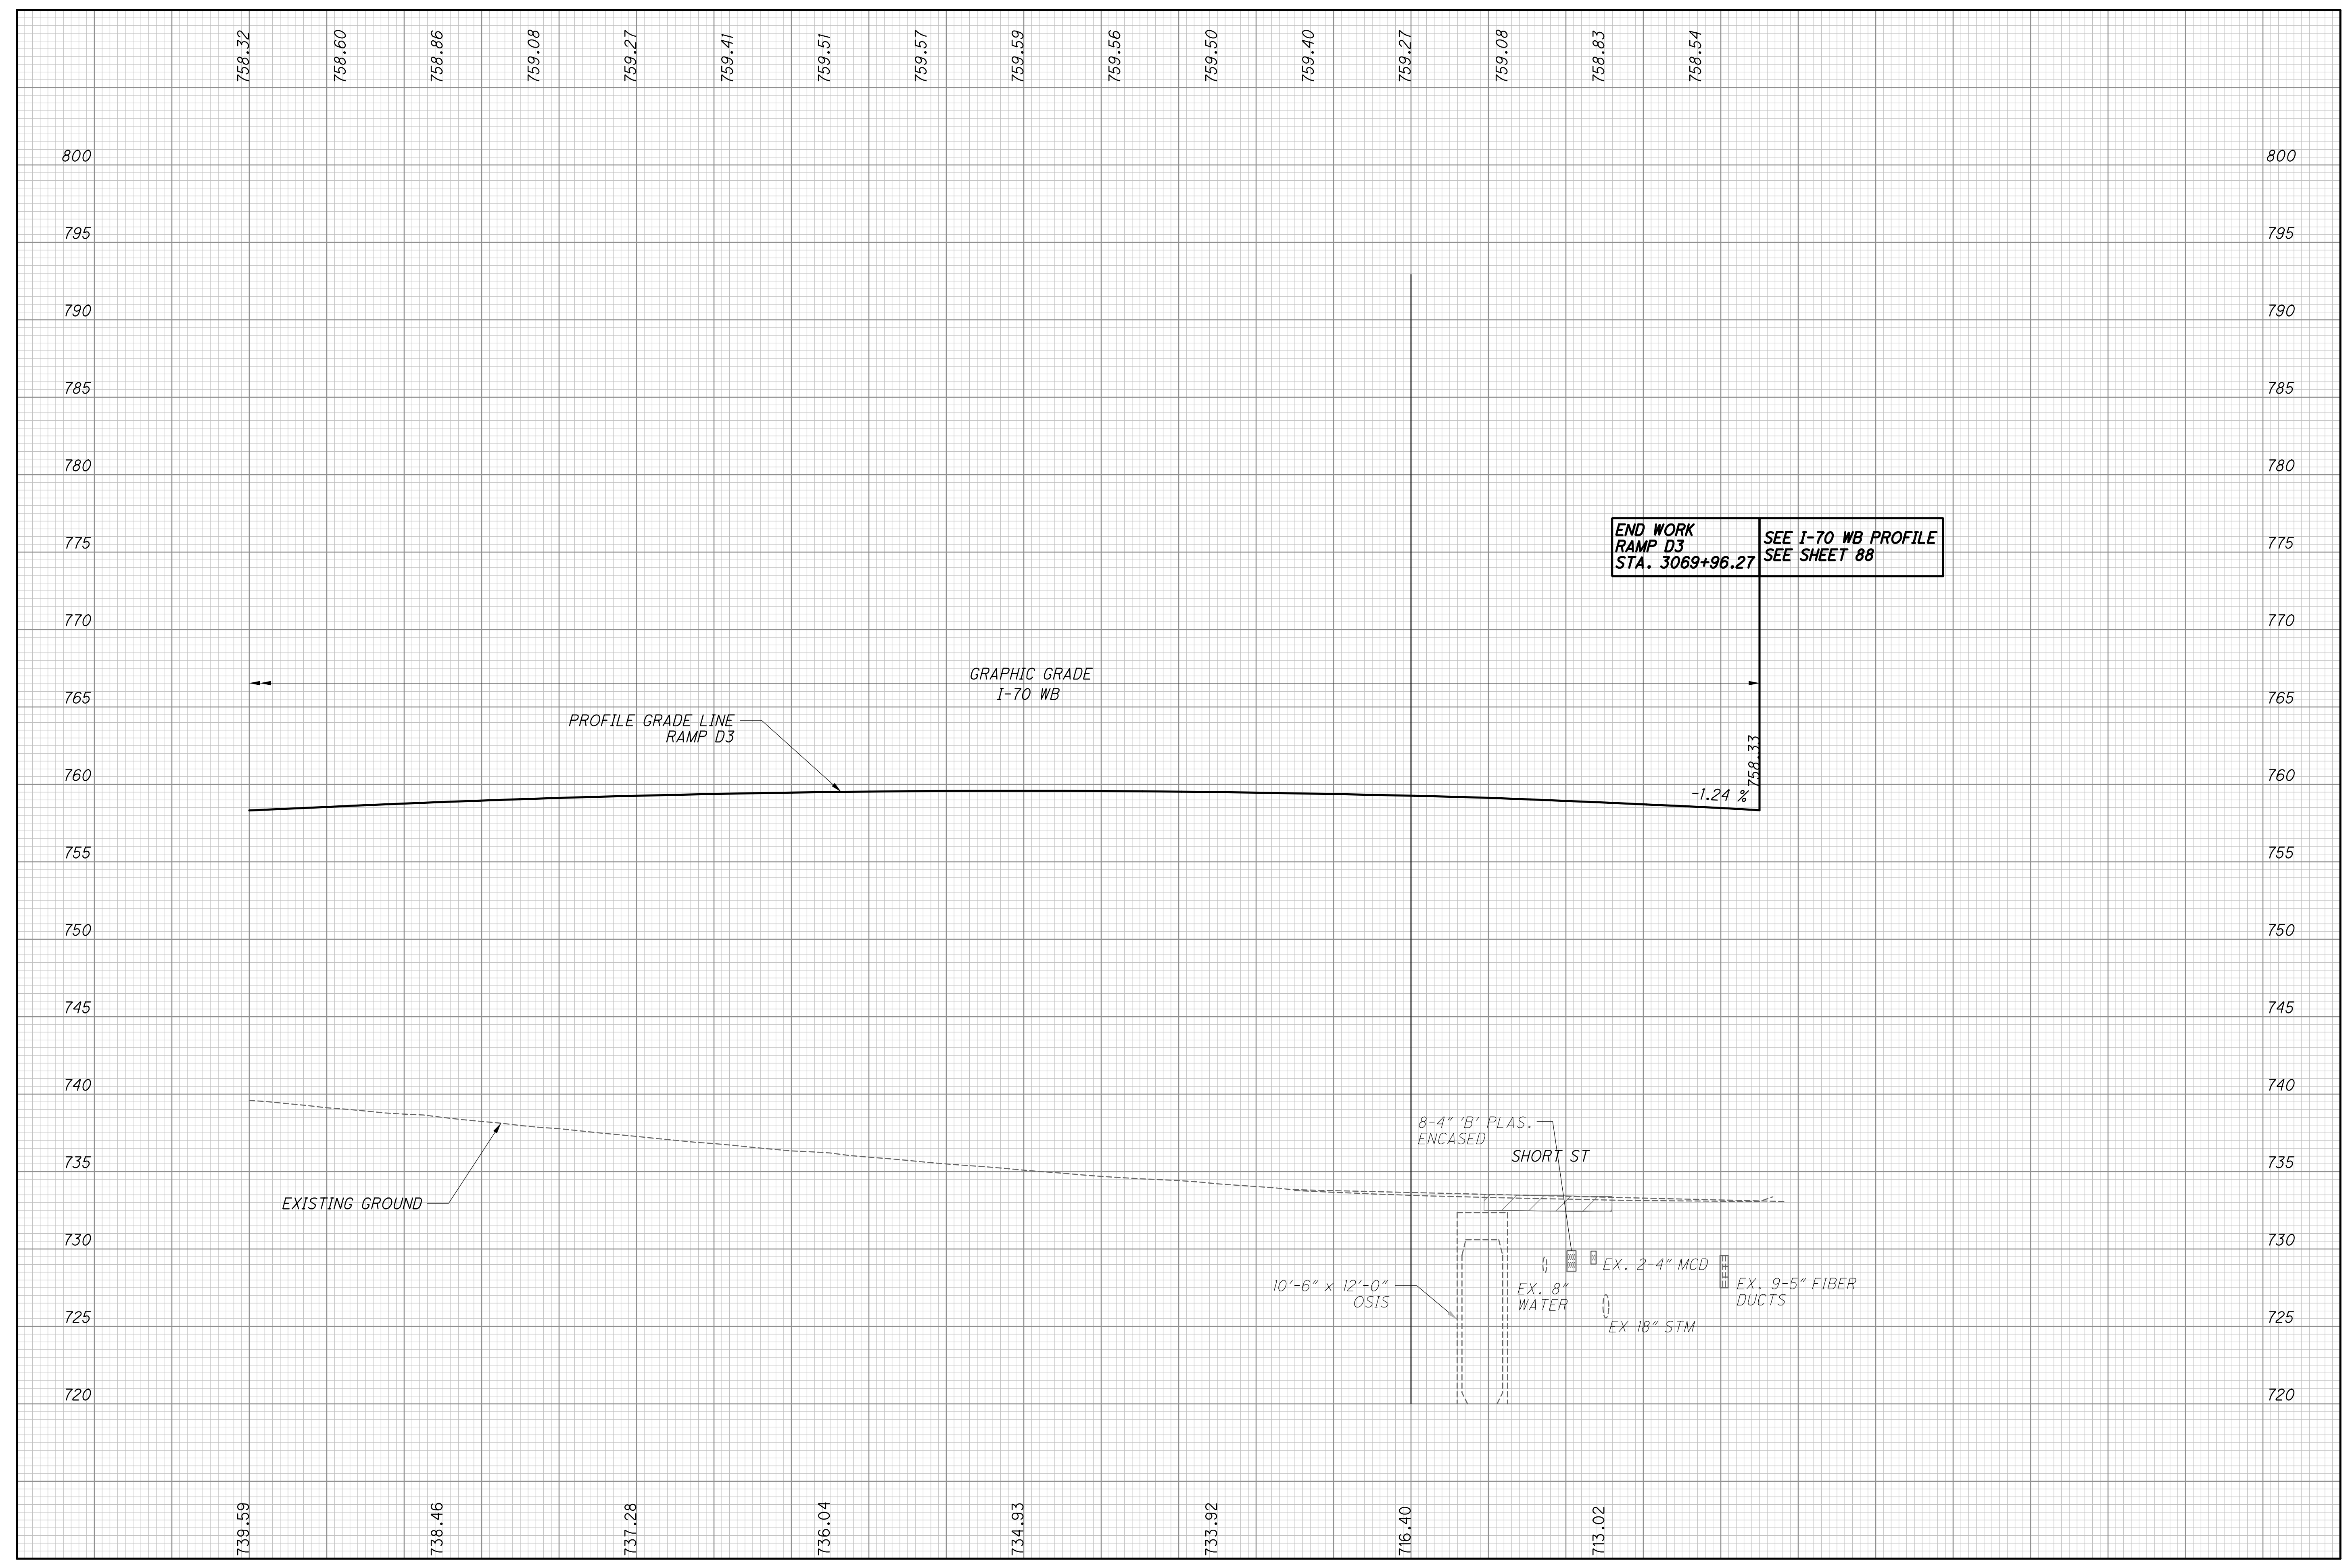 758.32
758.60
758.86
759.08
759.27
759.41
759.51
759.57
759.59
759.56
759.50
759.40
759.27
759.08
758.83
758.54
800
800
795
795
790
790
785
785
780
780
775
775
END WORK
RAMP D3
STA. 3069+96.27
SEE I-70 WB PROFILE
SEE SHEET 88
770
770
GRAPHIC GRADE
I-70 WB
765
765
PROFILE GRADE LINE
RAMP D3
758.33
760
760
-1.24 %
755
755
750
750
745
745
740
740
8-4" 'B' PLAS.
ENCASED
SHORT ST
735
735
EXISTING GROUND
730
730
10'-6" x 12'-0"
OSIS
EX. 8"
WATER
EX. 2-4" MCD
EX 18" STM
EX. 9-5" FIBER
DUCTS
725
725
720
720
739.59
738.46
737.28
736.04
734.93
733.92
716.40
713.02